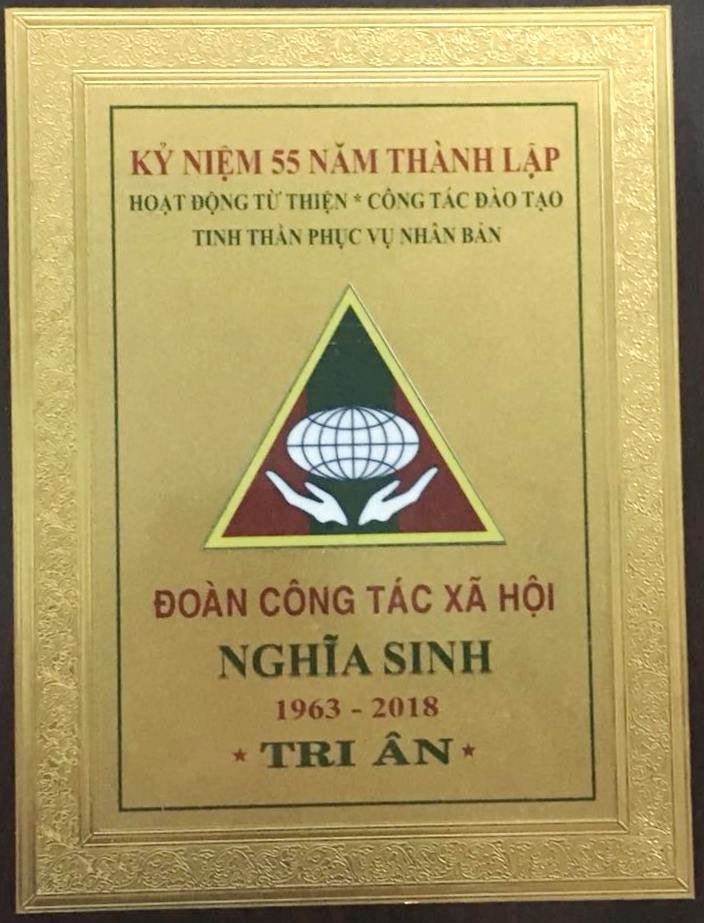 KỶ NIỆM 55 NĂM THÀNH LẬP
HOẠT ĐỘNG TỪ THIỆN * CÔNG TÁC ĐÀO TẠO
TINH THẦN PHỤC VỤ NHÂN BẢN
ĐOÀN CÔNG TÁC XÃ HỘI
NGHĨA SINH
1963 - 2018
★ TRI ÂN ★